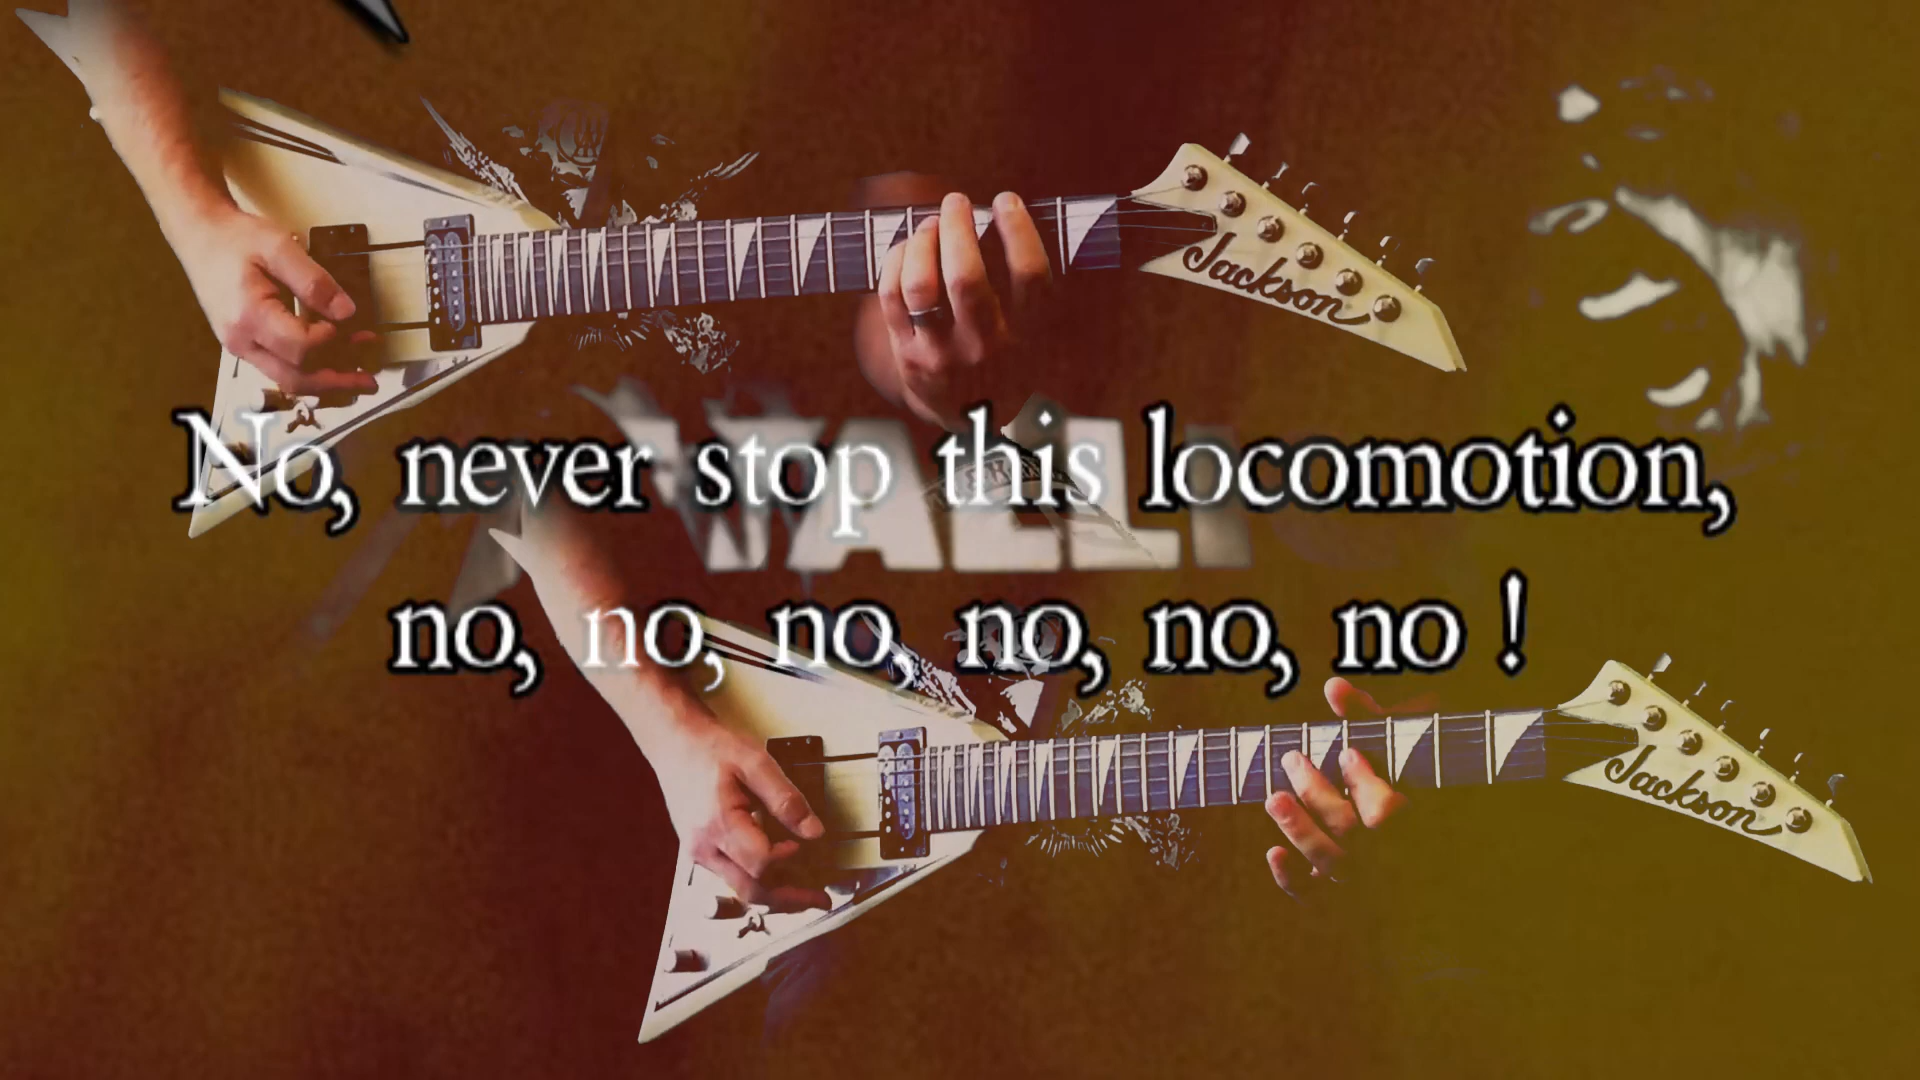 Jackson
No, never stop this locomotion,
no, no, no, no, no, no !
Jackson